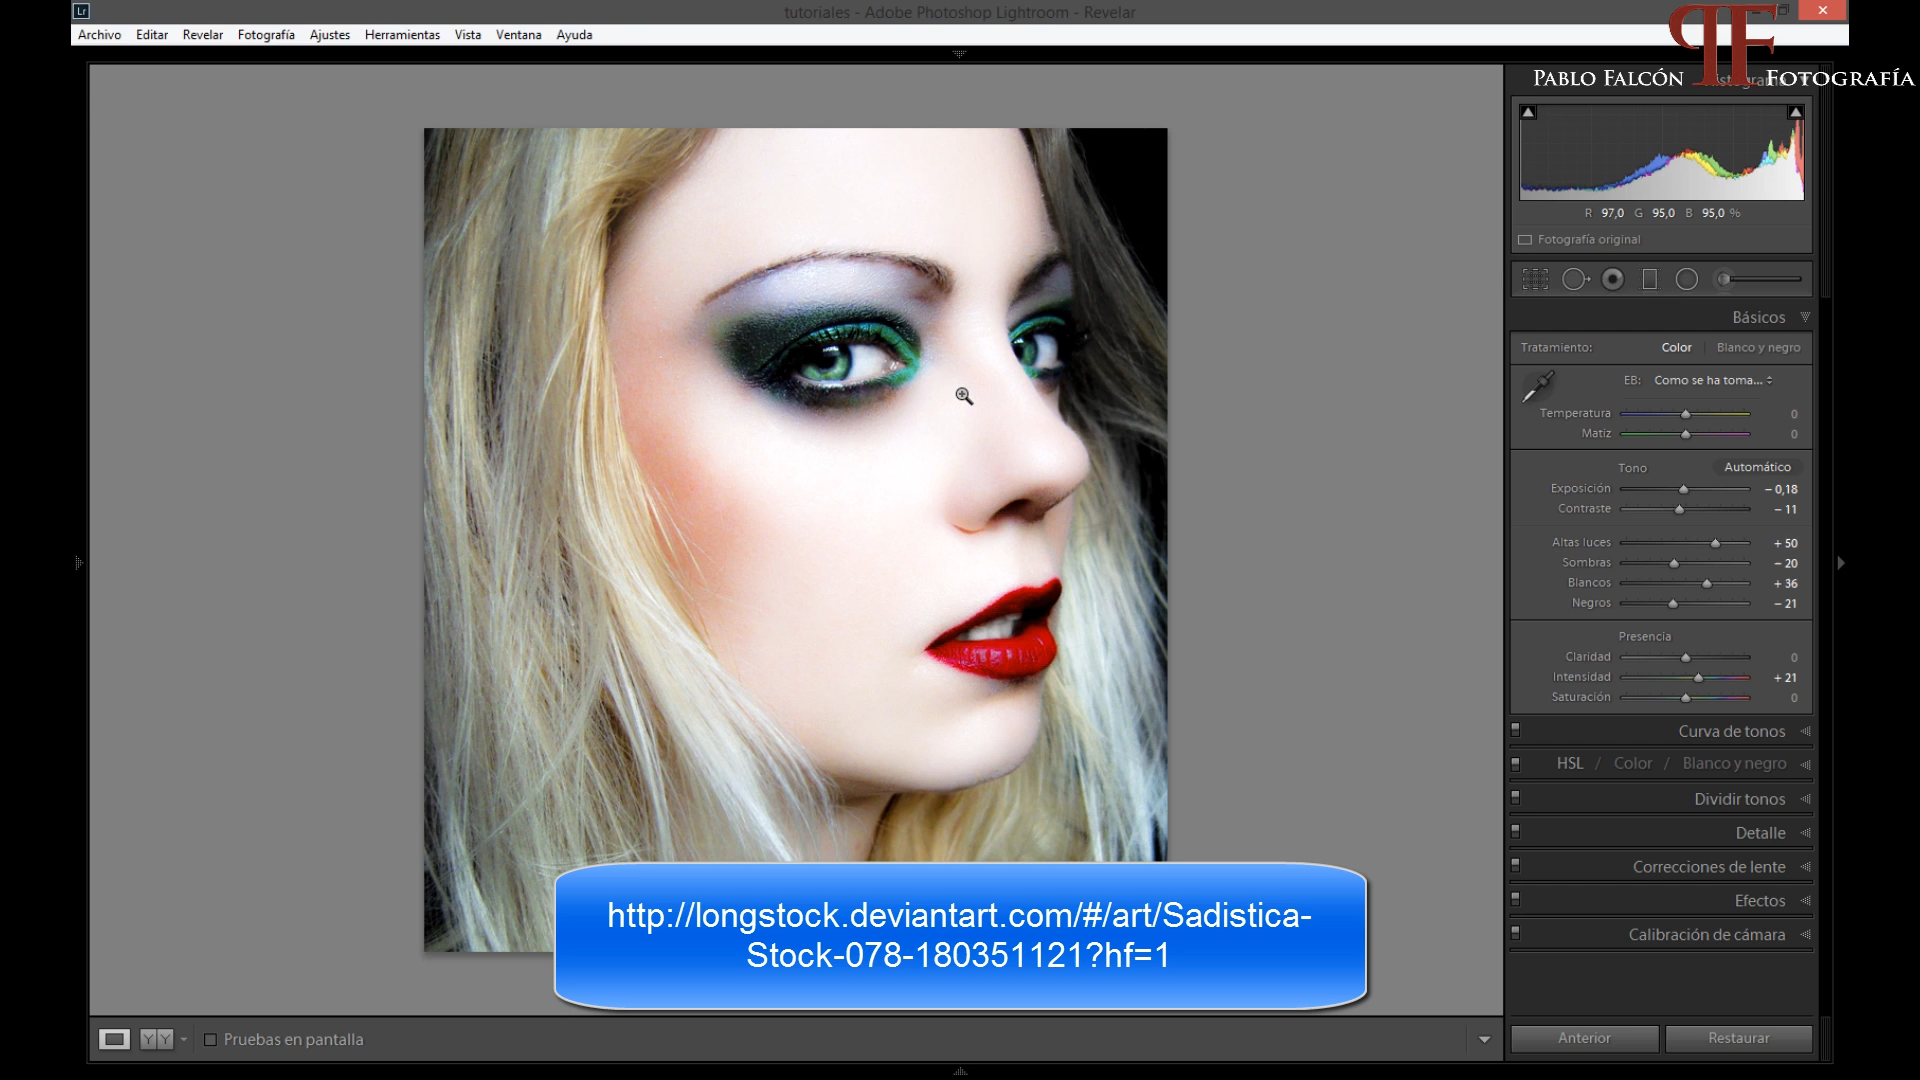 Lr
tutoriales - Adobe Photoshop Lightroom - Revelar
Archivo Editar Revelar Fotografía Ajustes Herramientas Vista Ventana Ayuda
PF
PABLO FALCÓN FOTOGRAFÍA
R 97,0 G 95,0 B 95,0 %
Fotografía original
Básicos
Tratamiento: Color Blanco y negro
EB: Como se ha toma...
Temperatura 0
Matiz 0
Tono Automático
Exposición – 0,18
Contraste – 11
Altas luces + 50
Sombras – 20
Blancos + 36
Negros – 21
Presencia
Claridad 0
Intensidad + 21
Saturación 0
Curva de tonos
HSL / Color / Blanco y negro
Dividir tonos
Detalle
Correcciones de lente
Efectos
Calibración de cámara
http://longstock.deviantart.com/#/art/Sadistica-
Stock-078-180351121?hf=1
YY Pruebas en pantalla
Anterior Restaurar